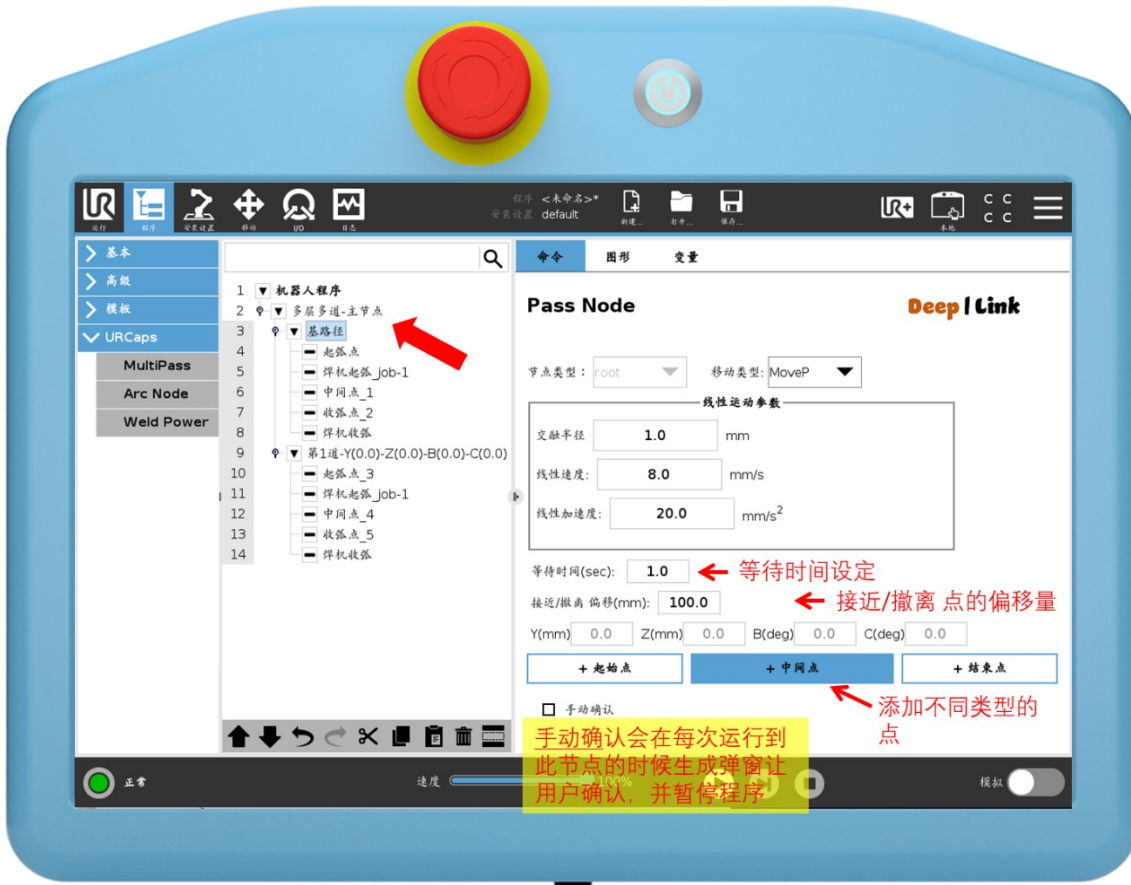 UR
UR+
C C
C C
程序 <未命名>*
安装设置 default
新建...
打开...
保存...
运行
程序
安装设置
移动
I/O
日志
本地
基本
高级
模板
URCaps
MultiPass
Arc Node
Weld Power
1 机器人程序
2 多层多道-主节点
3 基路径
4 起弧点
5 焊机起弧_job-1
6 中间点_1
7 收弧点_2
8 焊机收弧
9 第1道-Y(0.0)-Z(0.0)-B(0.0)-C(0.0)
10 起弧点_3
11 焊机起弧_job-1
12 中间点_4
13 收弧点_5
14 焊机收弧
命令 图形 变量
Pass Node
Deep | Link
节点类型： root 移动类型: MoveP
线性运动参数
交融半径 1.0 mm
线性速度: 8.0 mm/s
线性加速度: 20.0 mm/s²
等待时间(sec): 1.0 等待时间设定
接近/撤离 偏移(mm): 100.0 接近/撤离 点的偏移量
Y(mm) 0.0 Z(mm) 0.0 B(deg) 0.0 C(deg) 0.0
+ 起始点 + 中间点 + 结束点
添加不同类型的
点
手动确认
手动确认会在每次运行到
此节点的时候生成弹窗让
用户确认，并暂停程序
正常
速度 100%
模拟